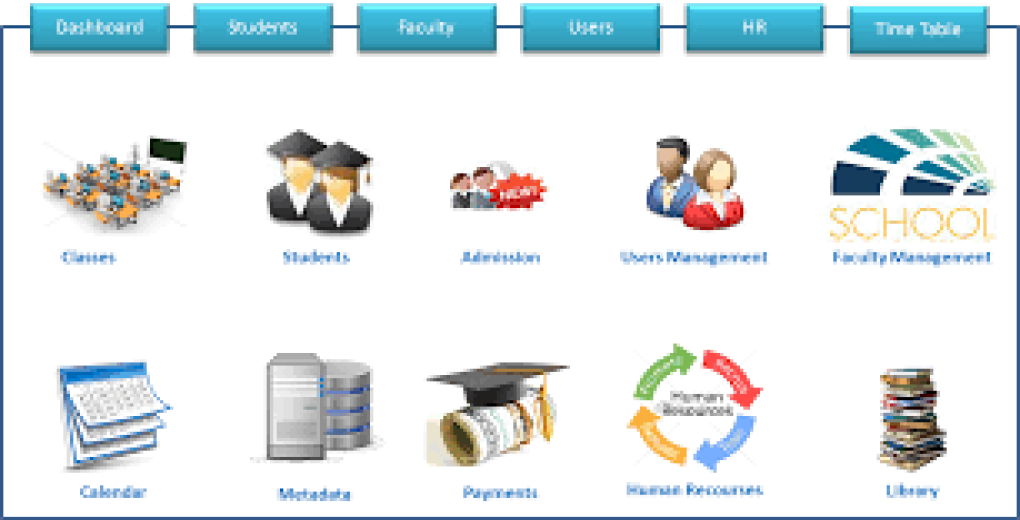 Dashboard
Students
Faculty
Users
HR
Time Table
NEW!
SCHOOL
Classes
Students
Admission
Users Management
Faculty Management
Human
Resources
Calendar
Metadata
Payments
Human Recourses
Library